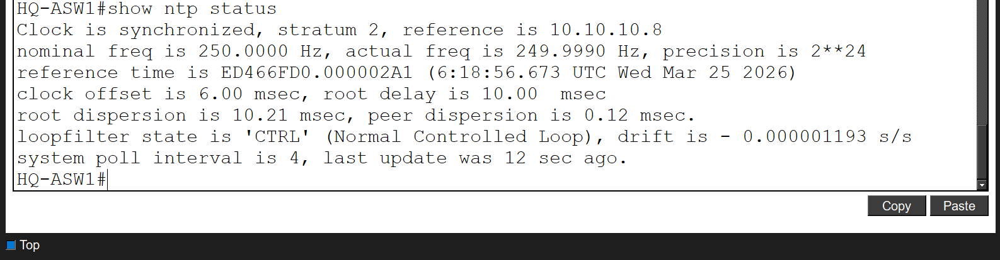 HQ-ASW1#show ntp status
Clock is synchronized, stratum 2, reference is 10.10.10.8
nominal freq is 250.0000 Hz, actual freq is 249.9990 Hz, precision is 2**24
reference time is ED466FD0.000002A1 (6:18:56.673 UTC Wed Mar 25 2026)
clock offset is 6.00 msec, root delay is 10.00  msec
root dispersion is 10.21 msec, peer dispersion is 0.12 msec.
loopfilter state is 'CTRL' (Normal Controlled Loop), drift is - 0.000001193 s/s
system poll interval is 4, last update was 12 sec ago.
HQ-ASW1#
Copy Paste
Top